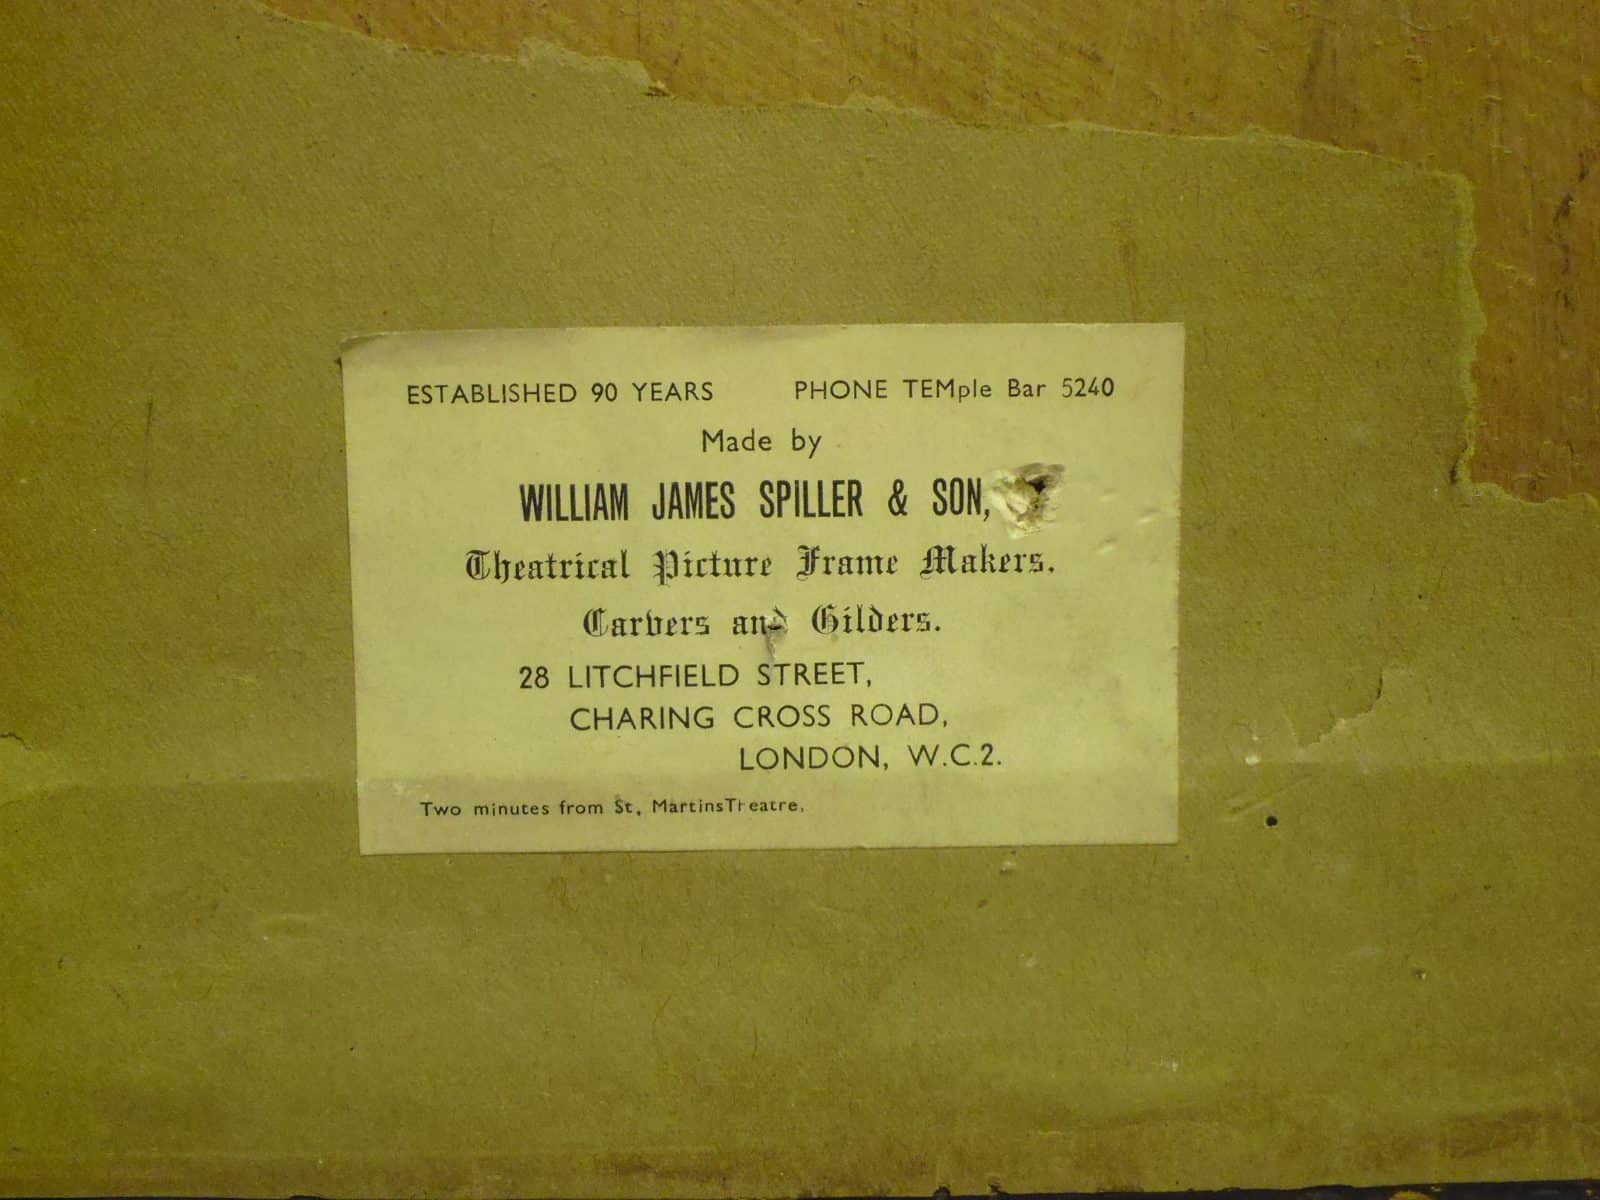 ESTABLISHED 90 YEARS PHONE TEMple Bar 5240
Made by
WILLIAM JAMES SPILLER & SON,
Theatrical Picture Frame Makers.
Carvers and Gilders.
28 LITCHFIELD STREET,
CHARING CROSS ROAD,
LONDON, W.C.2.
Two minutes from St, MartinsTheatre,